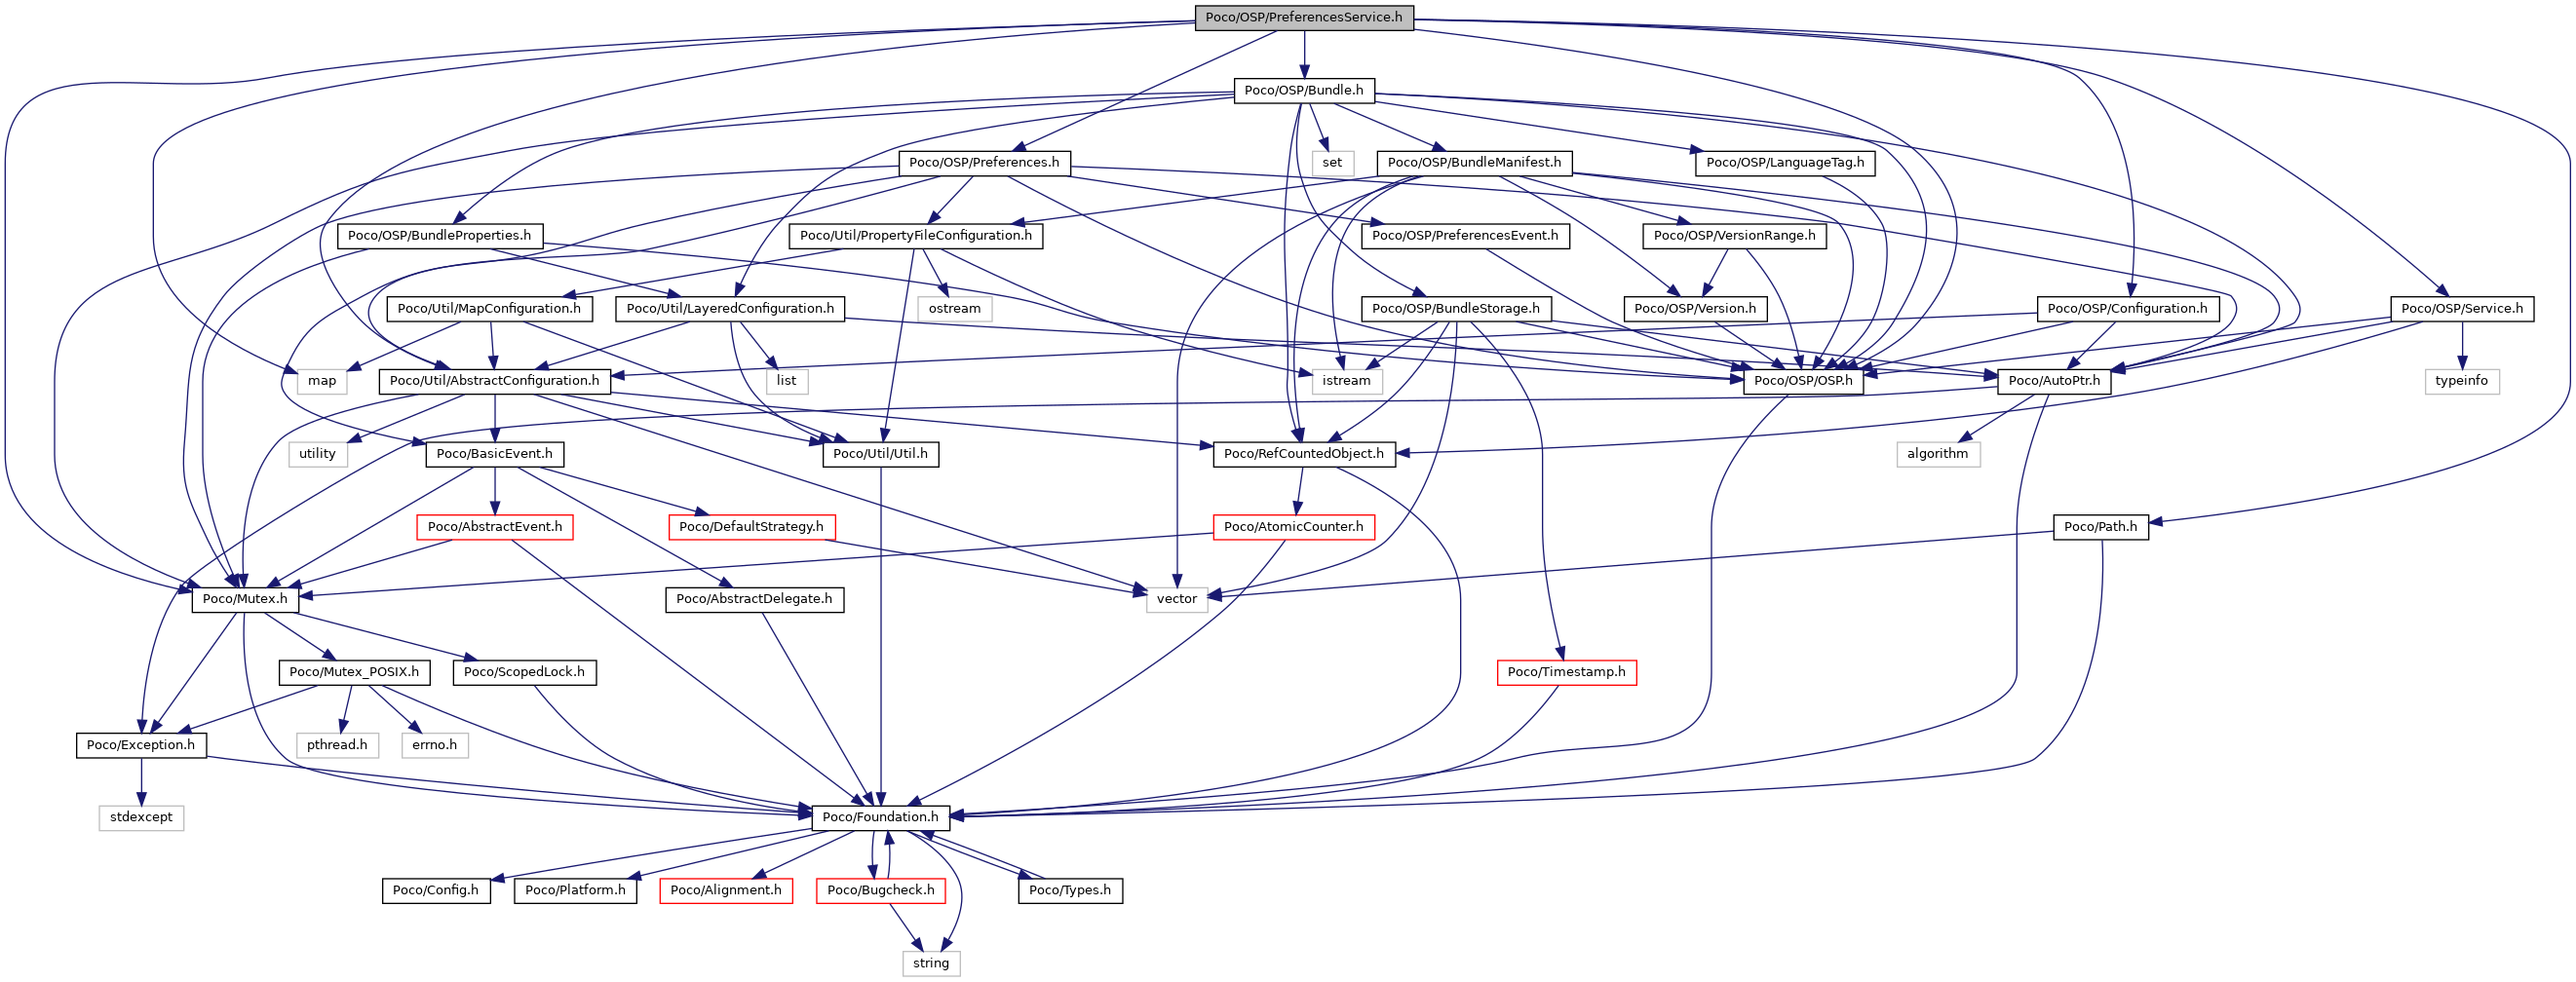 Poco/OSP/PreferencesService.h
Poco/OSP/Bundle.h
Poco/OSP/Preferences.h
set
Poco/OSP/BundleManifest.h
Poco/OSP/LanguageTag.h
Poco/OSP/BundleProperties.h
Poco/Util/PropertyFileConfiguration.h
Poco/OSP/PreferencesEvent.h
Poco/OSP/VersionRange.h
Poco/Util/MapConfiguration.h
Poco/Util/LayeredConfiguration.h
ostream
Poco/OSP/BundleStorage.h
Poco/OSP/Version.h
Poco/OSP/Configuration.h
Poco/OSP/Service.h
map
Poco/Util/AbstractConfiguration.h
list
istream
Poco/OSP/OSP.h
Poco/AutoPtr.h
typeinfo
utility
Poco/BasicEvent.h
Poco/Util/Util.h
Poco/RefCountedObject.h
algorithm
Poco/AbstractEvent.h
Poco/DefaultStrategy.h
Poco/AtomicCounter.h
Poco/Path.h
Poco/Mutex.h
Poco/AbstractDelegate.h
vector
Poco/Mutex_POSIX.h
Poco/ScopedLock.h
Poco/Timestamp.h
Poco/Exception.h
pthread.h
errno.h
stdexcept
Poco/Foundation.h
Poco/Config.h
Poco/Platform.h
Poco/Alignment.h
Poco/Bugcheck.h
Poco/Types.h
string